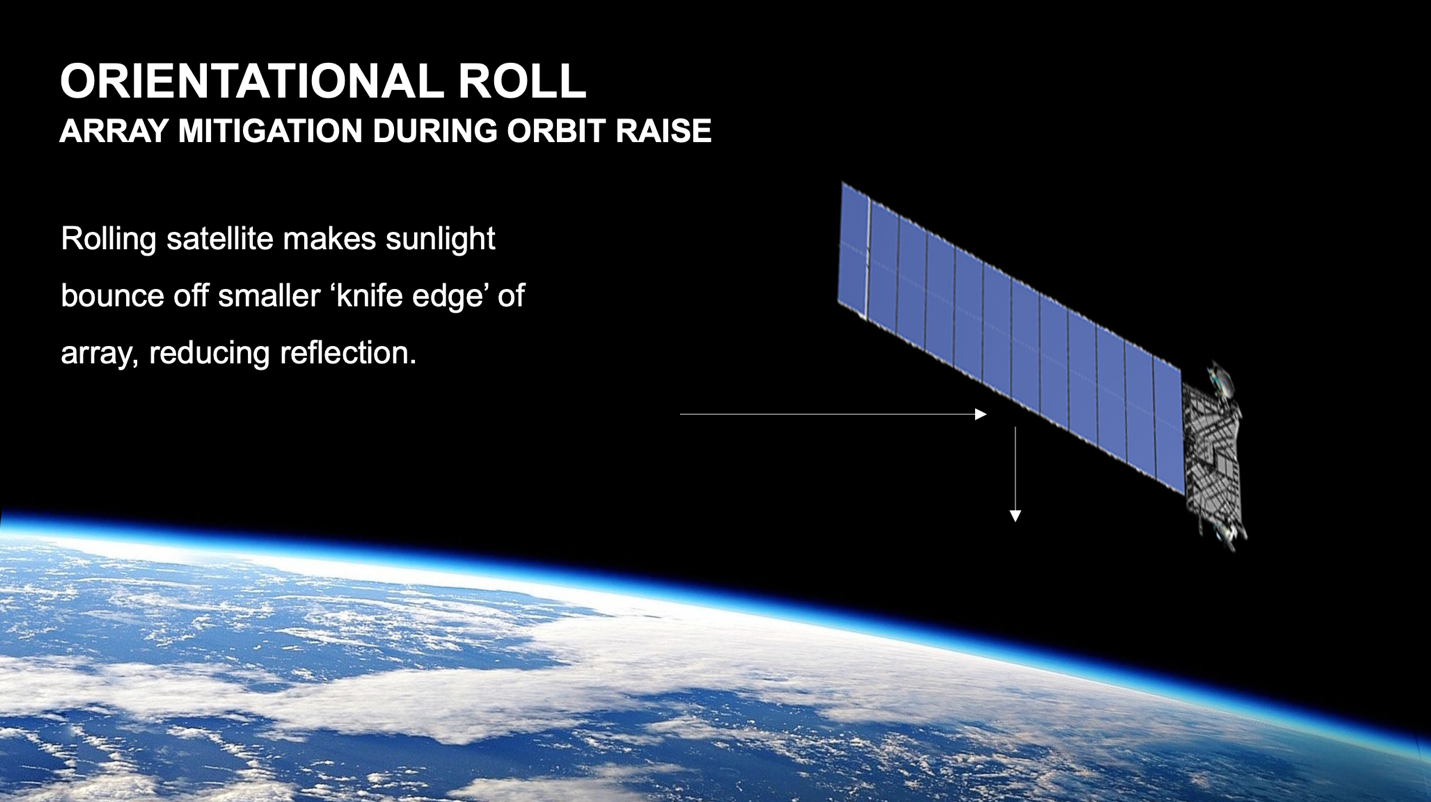 ORIENTATIONAL ROLL
ARRAY MITIGATION DURING ORBIT RAISE
Rolling satellite makes sunlight
bounce off smaller ‘knife edge’ of
array, reducing reflection.